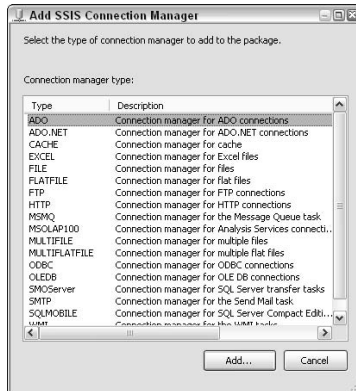 Add SSIS Connection Manager
Select the type of connection manager to add to the package.
Connection manager type:
Type Description
ADO Connection manager for ADO connections
ADO.NET Connection manager for ADO.NET connections
CACHE Connection manager for cache
EXCEL Connection manager for Excel files
FILE Connection manager for files
FLATFILE Connection manager for flat files
FTP Connection manager for FTP connections
HTTP Connection manager for HTTP connections
MSMQ Connection manager for the Message Queue task
MSOLAP100 Connection manager for Analysis Services connecti...
MULTIFILE Connection manager for multiple files
MULTIFLATFILE Connection manager for multiple flat files
ODBC Connection manager for ODBC connections
OLEDB Connection manager for OLE DB connections
SMOServer Connection manager for SQL Server transfer tasks
SMTP Connection manager for the Send Mail task
SQLMOBILE Connection manager for SQL Server Compact Editi...
WMI Connection manager for the WMI tasks
Add... Cancel